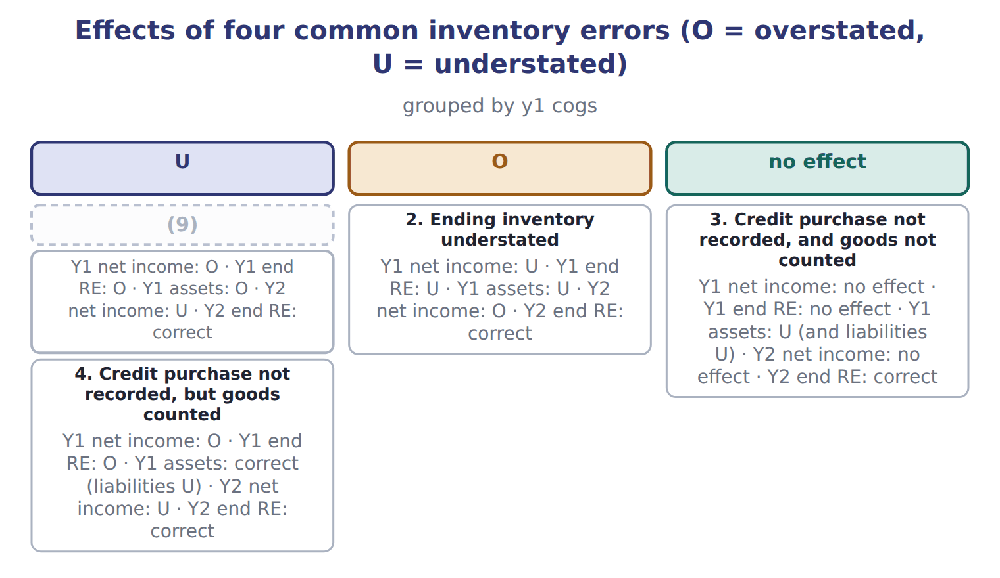 Effects of four common inventory errors (O = overstated,
U = understated)
grouped by y1 cogs
U
(9)
Y1 net income: O · Y1 end
RE: O · Y1 assets: O · Y2
net income: U · Y2 end RE:
correct
4. Credit purchase not
recorded, but goods
counted
Y1 net income: O · Y1 end
RE: O · Y1 assets: correct
(liabilities U) · Y2 net
income: U · Y2 end RE:
correct
O
2. Ending inventory
understated
Y1 net income: U · Y1 end
RE: U · Y1 assets: U · Y2
net income: O · Y2 end RE:
correct
no effect
3. Credit purchase not
recorded, and goods not
counted
Y1 net income: no effect ·
Y1 end RE: no effect · Y1
assets: U (and liabilities
U) · Y2 net income: no
effect · Y2 end RE: correct